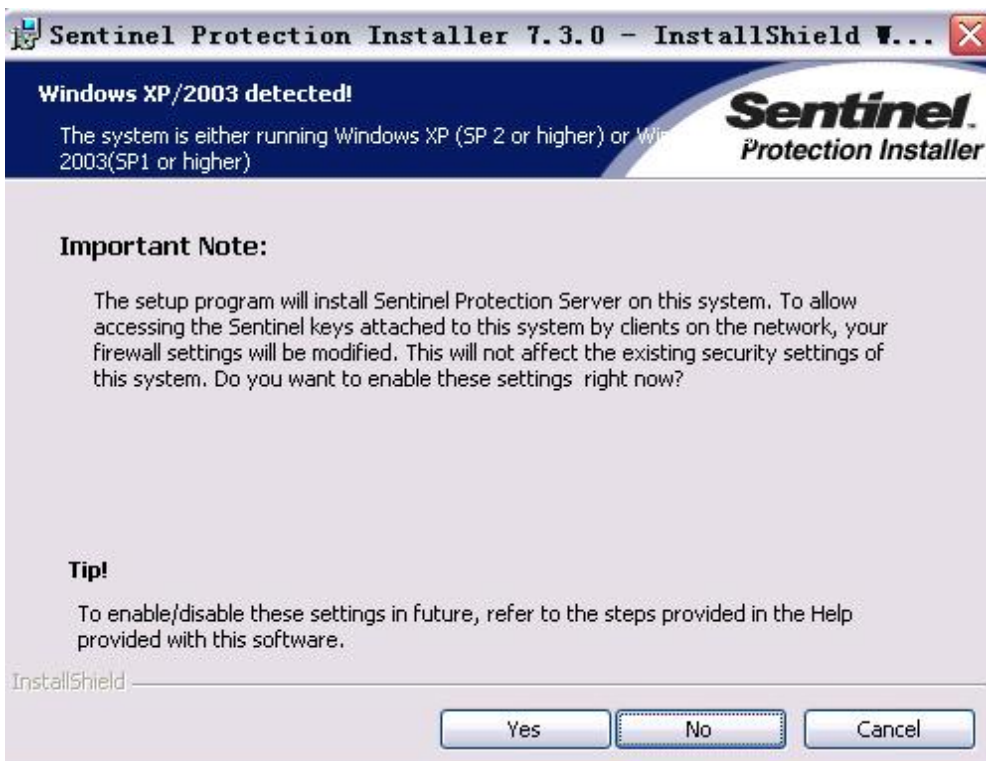 Sentinel Protection Installer 7.3.0 - InstallShield W...
Windows XP/2003 detected!
The system is either running Windows XP (SP 2 or higher) or
2003(SP1 or higher)
Sentinel.
Protection Installer
Important Note:
The setup program will install Sentinel Protection Server on this system. To allow
accessing the Sentinel keys attached to this system by clients on the network, your
firewall settings will be modified. This will not affect the existing security settings of
this system. Do you want to enable these settings right now?
Tip!
To enable/disable these settings in future, refer to the steps provided in the Help
provided with this software.
InstallShield
Yes
No
Cancel